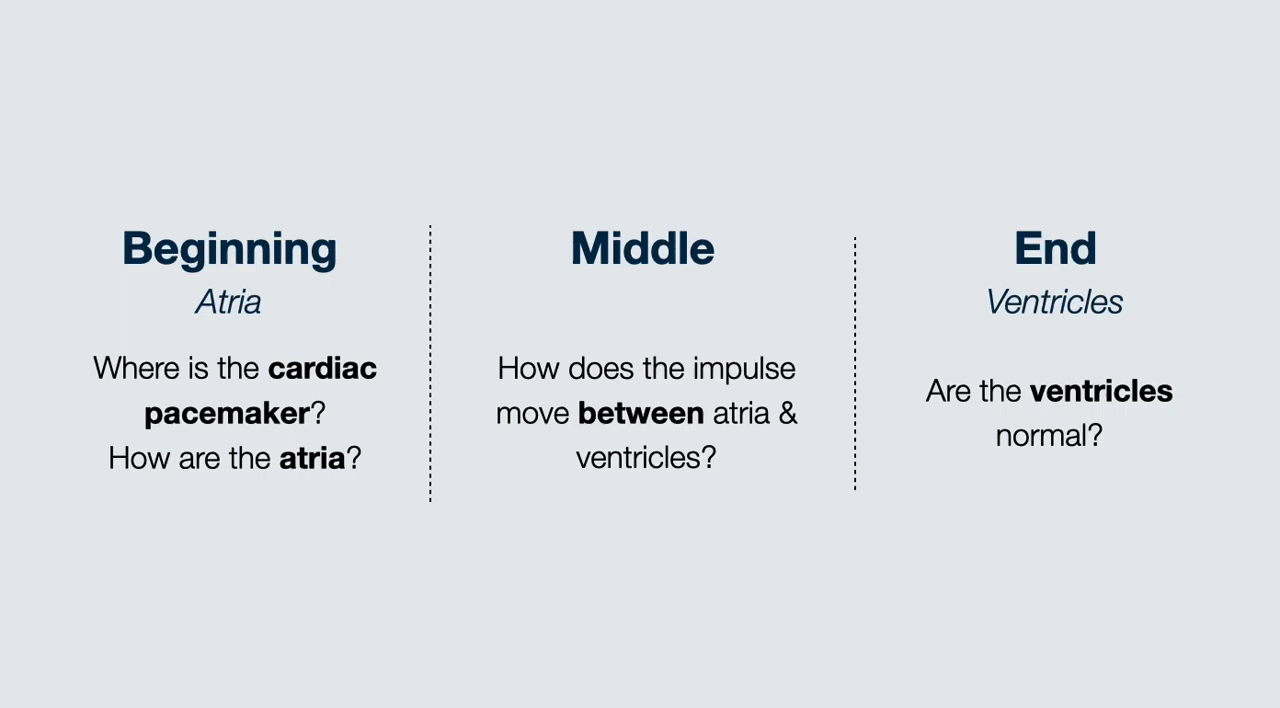 Beginning
Atria
Where is the cardiac
pacemaker?
How are the atria?
Middle
How does the impulse
move between atria &
ventricles?
End
Ventricles
Are the ventricles
normal?